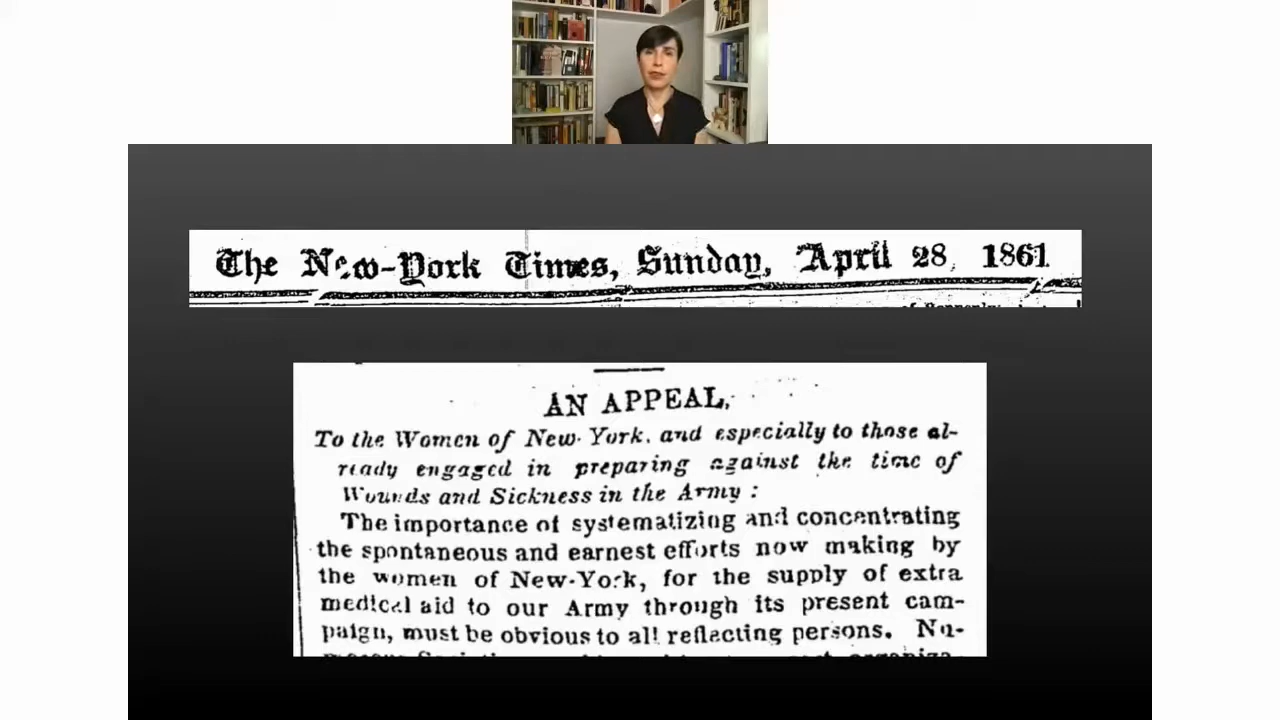 The New-York Times, Sunday, April 28, 1861.
AN APPEAL,
To the Women of New-York, and especially to those al-
ready engaged in preparing against the time of
Wounds and Sickness in the Army :
The importance of systematizing and concentrating
the spontaneous and earnest efforts now making by
the women of New-York, for the supply of extra
medical aid to our Army through its present cam-
paign, must be obvious to all reflecting persons. Nu-